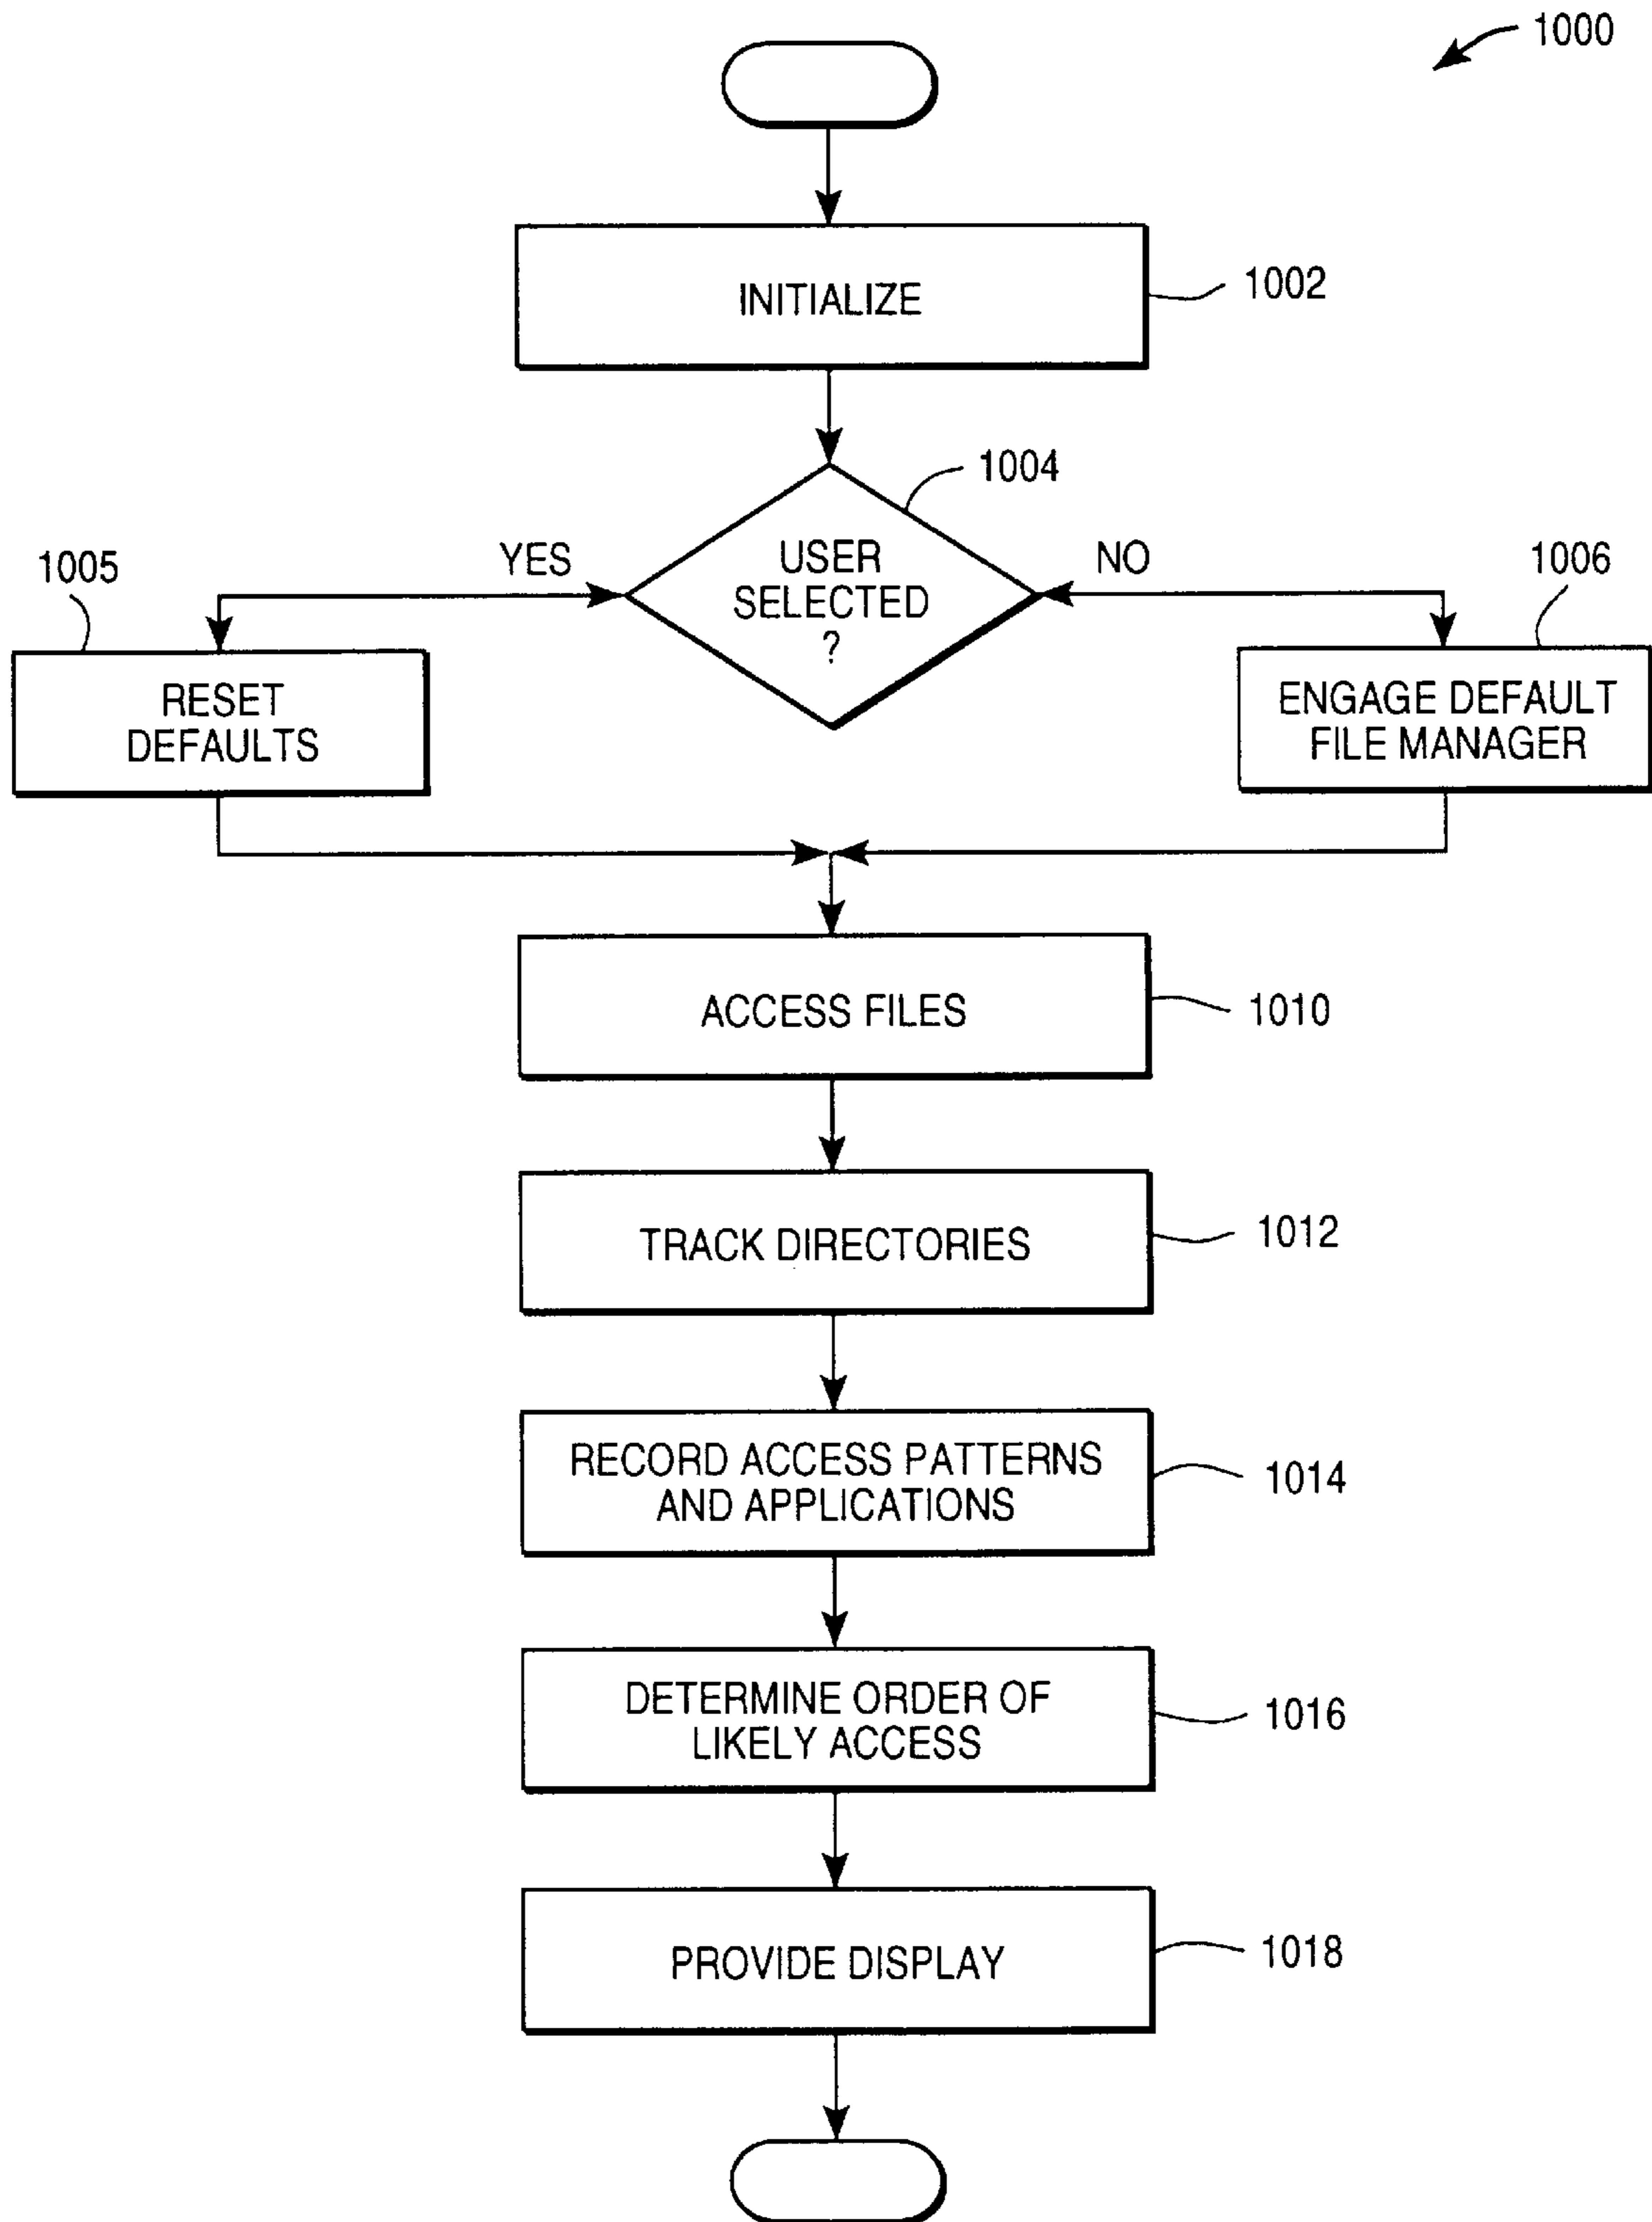 1000
INITIALIZE
1002
1004
YES
USER
SELECTED
?
NO
1005
1006
RESET
DEFAULTS
ENGAGE DEFAULT
FILE MANAGER
ACCESS FILES
1010
TRACK DIRECTORIES
1012
RECORD ACCESS PATTERNS
AND APPLICATIONS
1014
DETERMINE ORDER OF
LIKELY ACCESS
1016
PROVIDE DISPLAY
1018